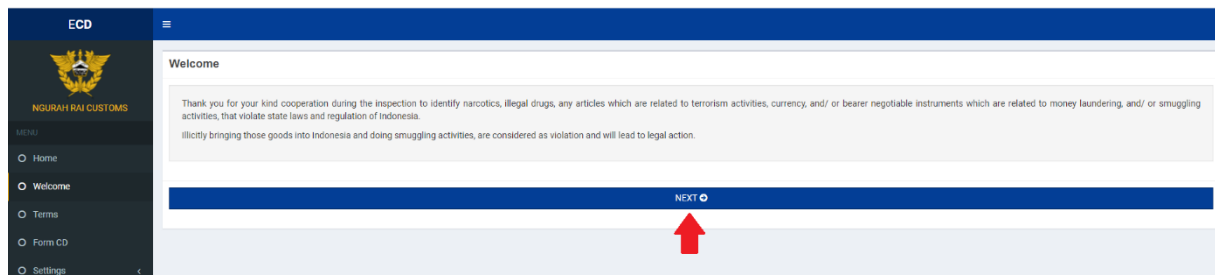 ECD
NGURAH RAI CUSTOMS
MENU
Home
Welcome
Terms
Form CD
Settings
Welcome
Thank you for your kind cooperation during the inspection to identify narcotics, illegal drugs, any articles which are related to terrorism activities, currency, and/ or bearer negotiable instruments which are related to money laundering, and/ or smuggling
activities, that violate state laws and regulation of Indonesia.
Illicitly bringing those goods into Indonesia and doing smuggling activities, are considered as violation and will lead to legal action.
NEXT